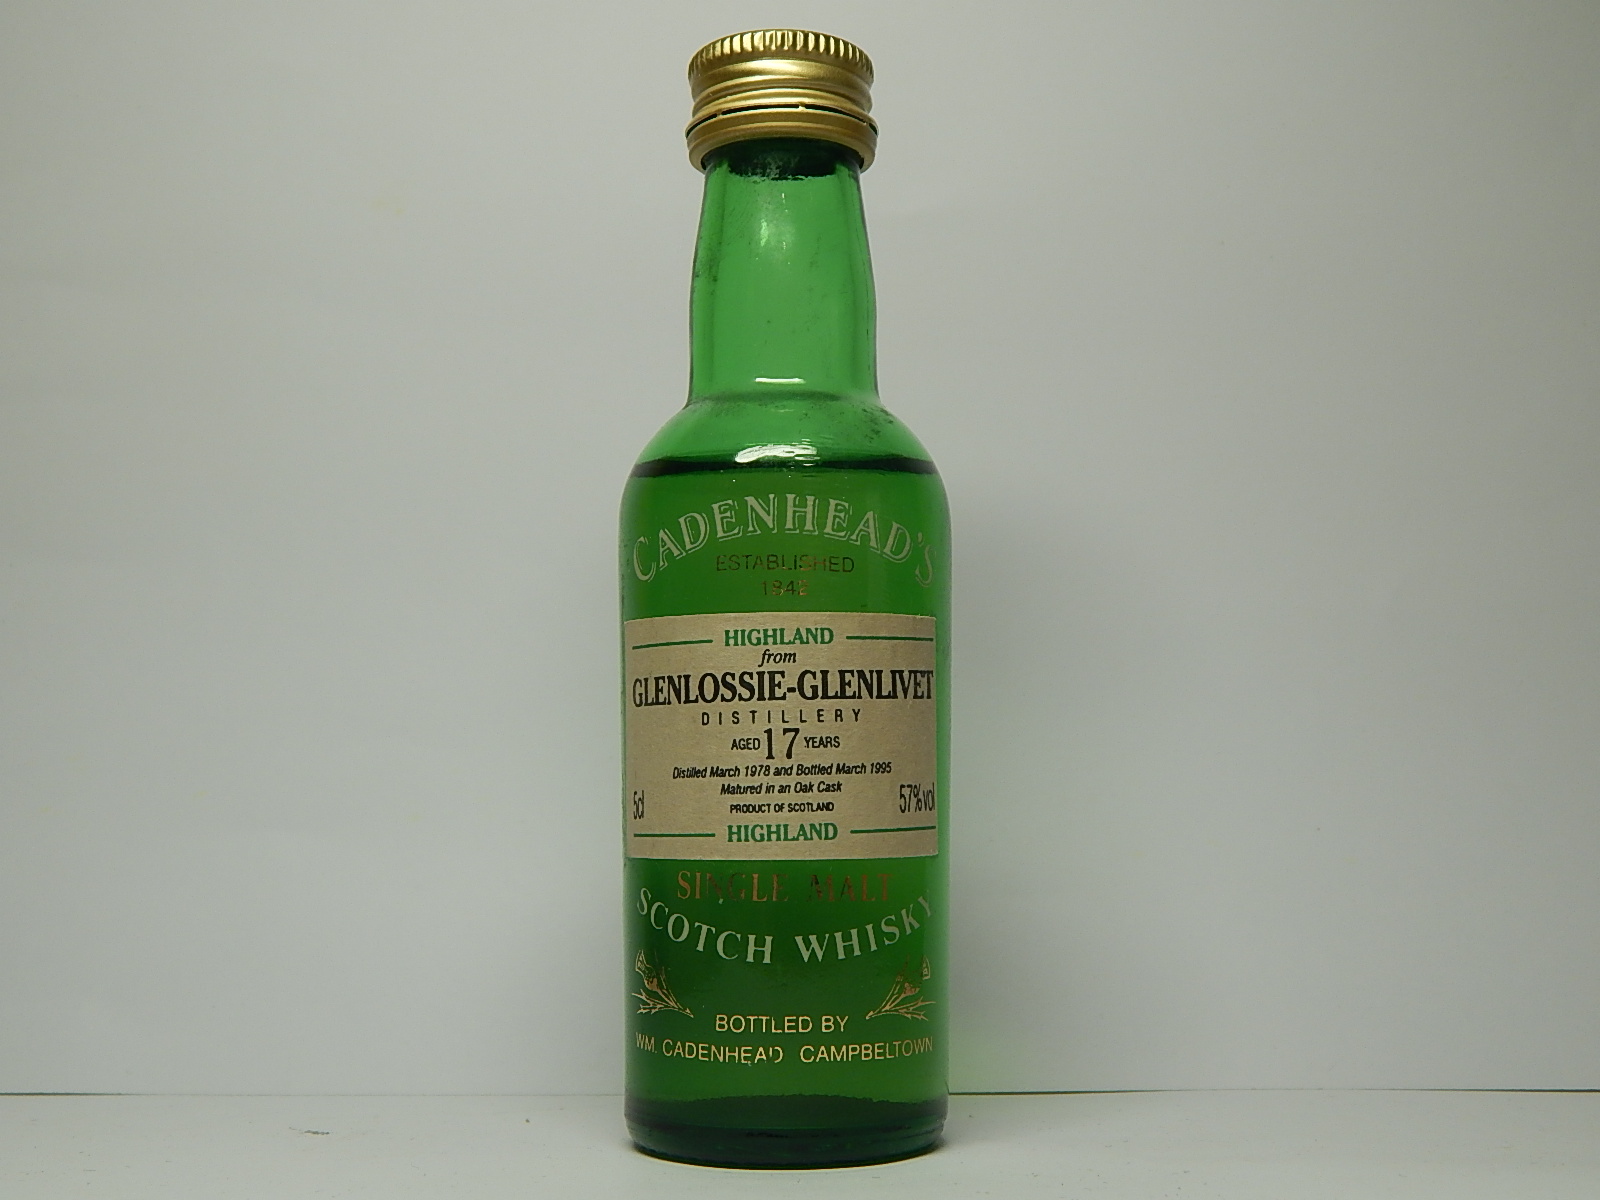 CADENHEAD'S
ESTABLISHED
1842
HIGHLAND
from
GLENLOSSIE-GLENLIVET
DISTILLERY
AGED 17 YEARS
Distilled March 1978 and Bottled March 1995
Matured in an Oak Cask
5cl PRODUCT OF SCOTLAND 57%vol
HIGHLAND
SINGLE MALT
SCOTCH WHISKY
BOTTLED BY
WM. CADENHEAD CAMPBELTOWN